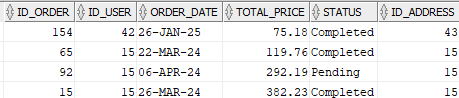 ID_ORDER ID_USER ORDER_DATE TOTAL_PRICE STATUS ID_ADDRESS
154 42 26-JAN-25 75.18 Completed 43
65 15 22-MAR-24 119.76 Completed 15
92 15 06-APR-24 292.19 Pending 15
15 15 26-MAR-24 382.23 Completed 15